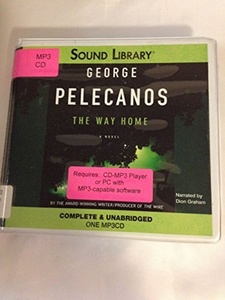 MP3
CD
SOUND LIBRARY®
GEORGE
PELECANOS
THE WAY HOME
A NOVEL
Requires: CD-MP3 Player
or PC with
MP3-capable software
Narrated by
Dion Graham
BY THE AWARD-WINNING WRITER/PRODUCER OF THE WIRE
COMPLETE & UNABRIDGED
ONE MP3CD